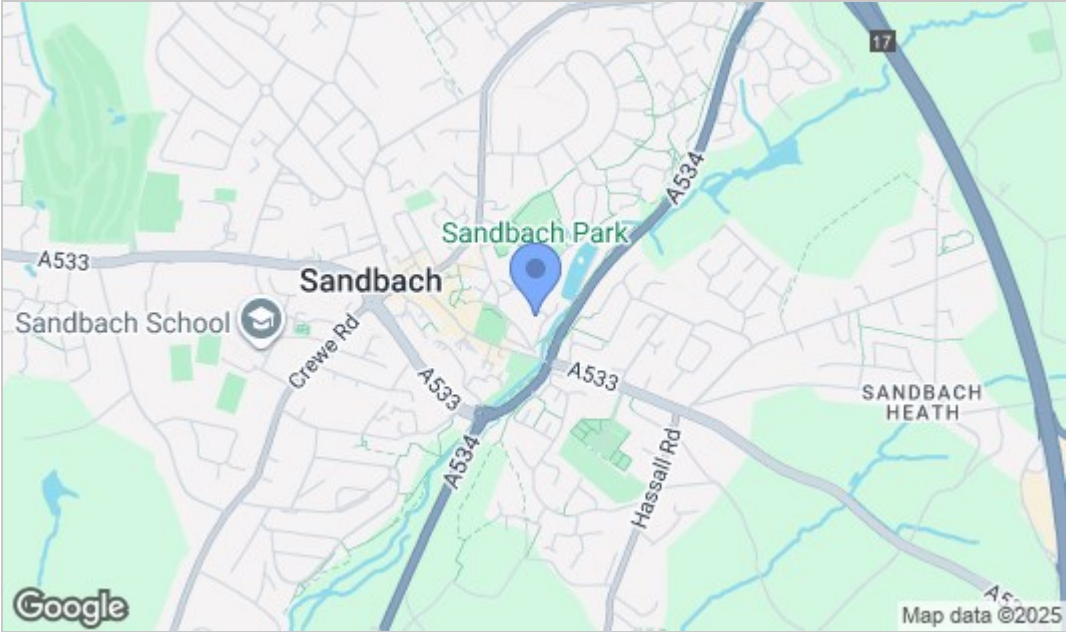 17
A534
Sandbach Park
A533
Sandbach
Sandbach School
Crewe Rd
A533
A533
SANDBACH
HEATH
A534
Hassall Rd
Google
Map data ©2025